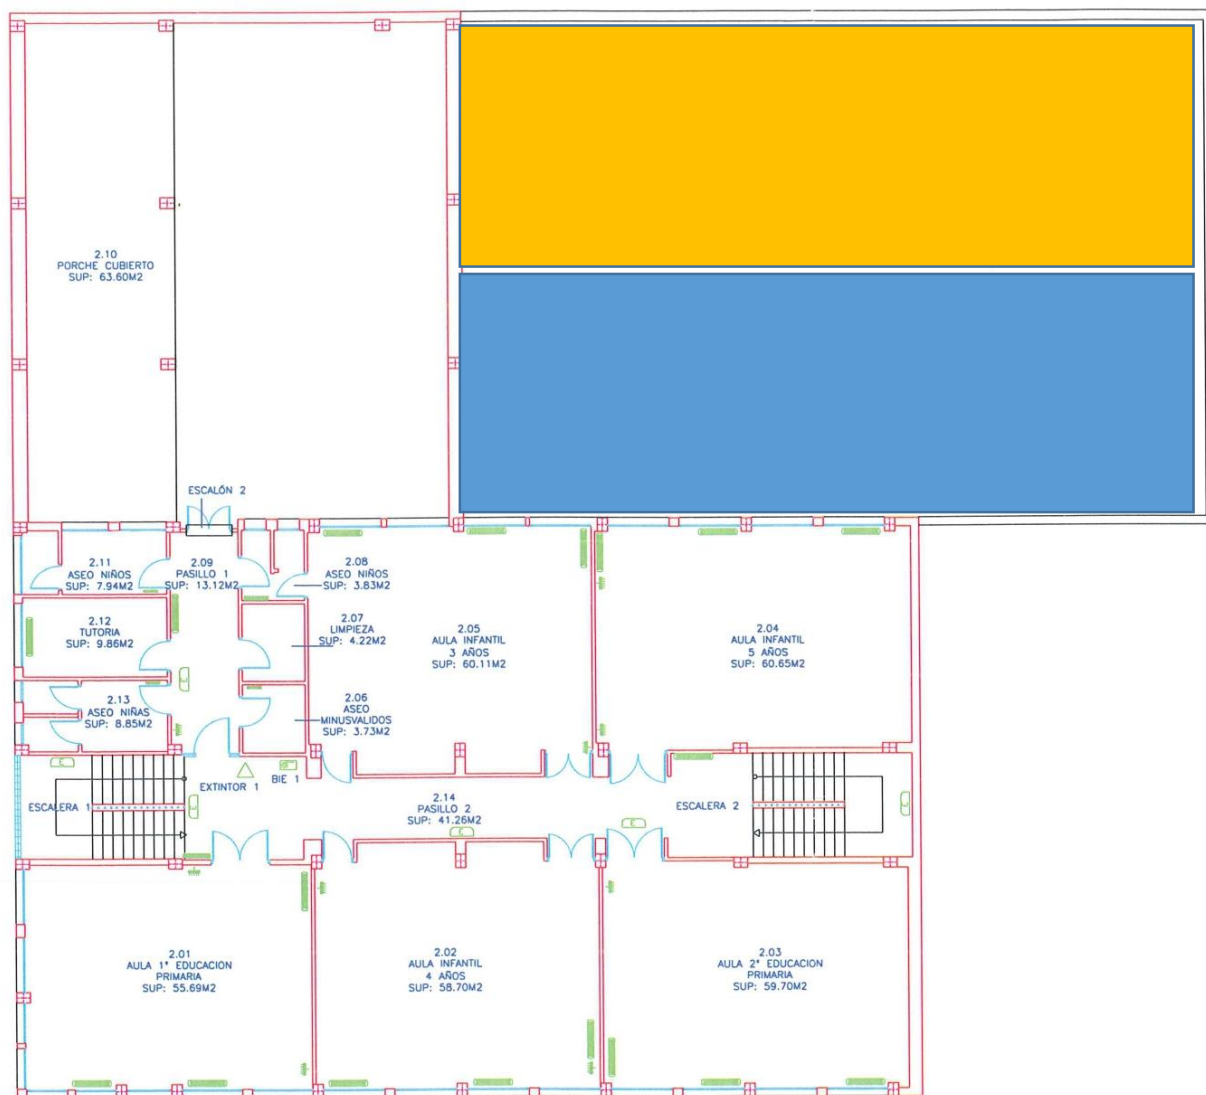 2.10
PORCHE CUBIERTO
SUP: 63.60M2
ESCALÓN 2
2.11
ASEO NIÑOS
SUP: 7.94M2
2.09
PASILLO 1
SUP: 13.12M2
2.08
ASEO NIÑOS
SUP: 3.83M2
2.12
TUTORIA
SUP: 9.86M2
2.07
LIMPIEZA
SUP: 4.22M2
2.05
AULA INFANTIL
3 AÑOS
SUP: 60.11M2
2.04
AULA INFANTIL
5 AÑOS
SUP: 60.65M2
2.13
ASEO NIÑAS
SUP: 8.85M2
2.06
ASEO
MINUSVALIDOS
SUP: 3.73M2
EXTINTOR 1
BIE 1
ESCALERA 1
2.14
PASILLO 2
SUP: 41.26M2
ESCALERA 2
2.01
AULA 1ª EDUCACION
PRIMARIA
SUP: 55.69M2
2.02
AULA INFANTIL
4 AÑOS
SUP: 58.70M2
2.03
AULA 2ª EDUCACION
PRIMARIA
SUP: 59.70M2